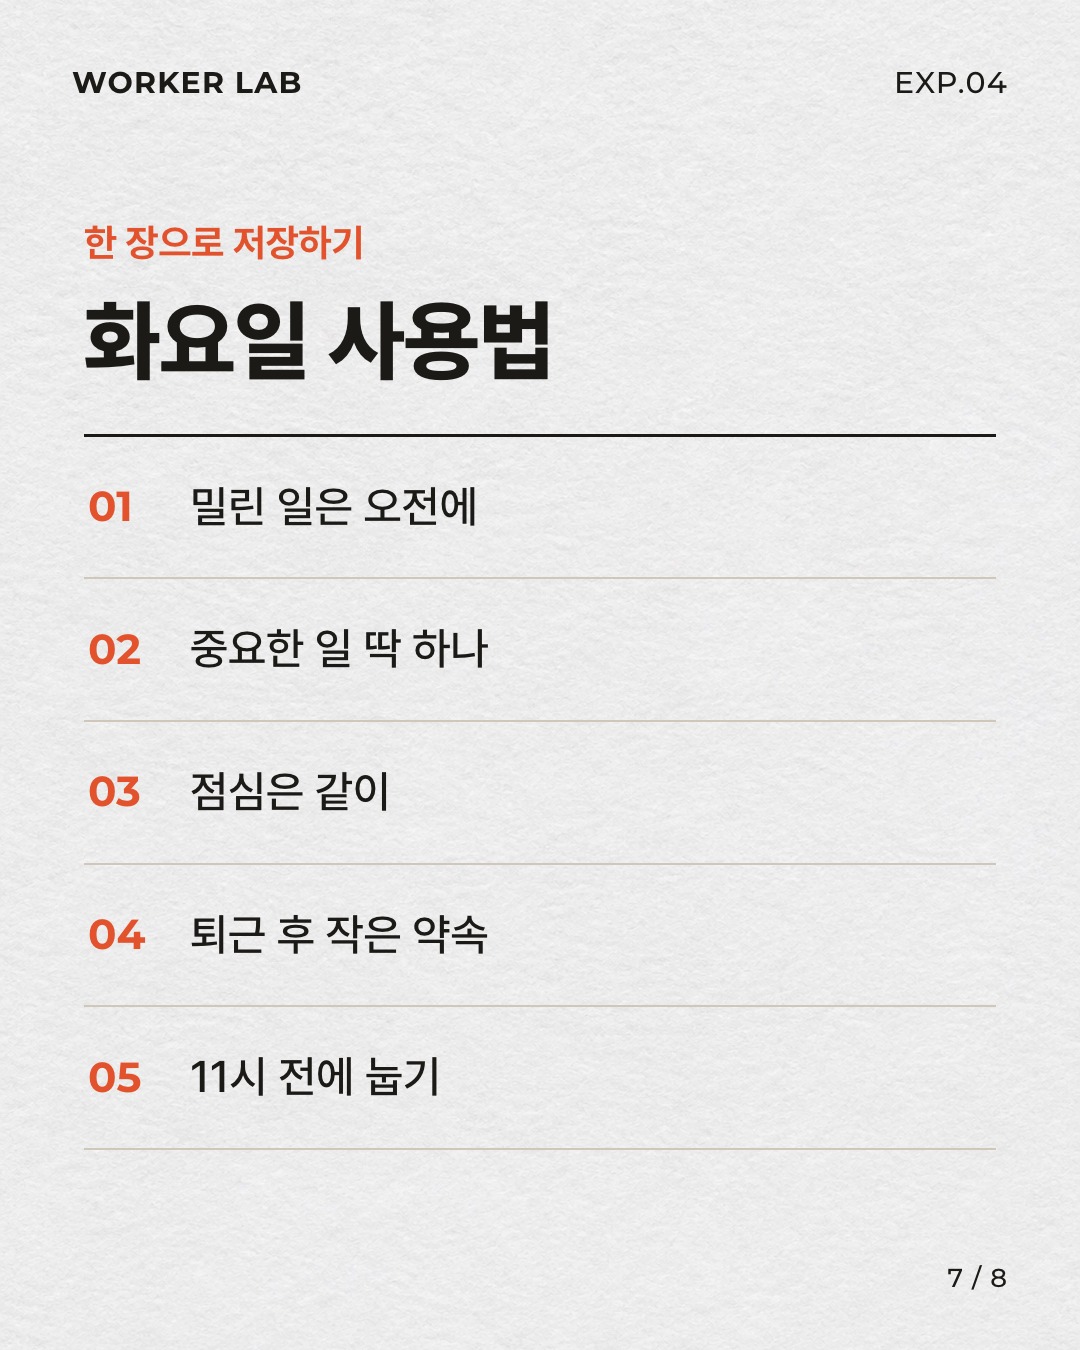 WORKER LAB
EXP.04
한 장으로 저장하기
화요일 사용법
01 밀린 일은 오전에
02 중요한 일 딱 하나
03 점심은 같이
04 퇴근 후 작은 약속
05 11시 전에 눕기
7 / 8